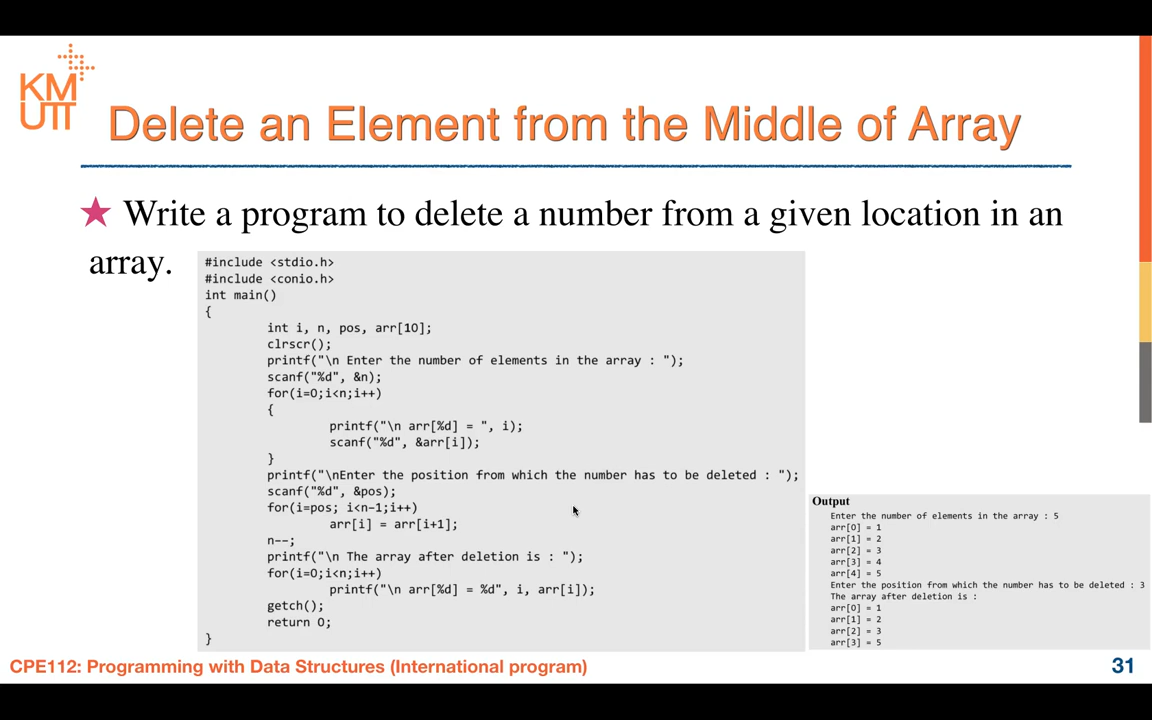 KM
UTT
Delete an Element from the Middle of Array
★ Write a program to delete a number from a given location in an
array.
#include <stdio.h>
#include <conio.h>
int main()
{
int i, n, pos, arr[10];
clrscr();
printf("\n Enter the number of elements in the array : ");
scanf("%d", &n);
for(i=0;i<n;i++)
{
printf("\n arr[%d] = ", i);
scanf("%d", &arr[i]);
}
printf("\nEnter the position from which the number has to be deleted : ");
scanf("%d", &pos);
for(i=pos; i<n-1;i++)
arr[i] = arr[i+1];
n--;
printf("\n The array after deletion is : ");
for(i=0;i<n;i++)
printf("\n arr[%d] = %d", i, arr[i]);
getch();
return 0;
}
Output
Enter the number of elements in the array : 5
arr[0] = 1
arr[1] = 2
arr[2] = 3
arr[3] = 4
arr[4] = 5
Enter the position from which the number has to be deleted : 3
The array after deletion is :
arr[0] = 1
arr[1] = 2
arr[2] = 3
arr[3] = 5
CPE112: Programming with Data Structures (International program)
31